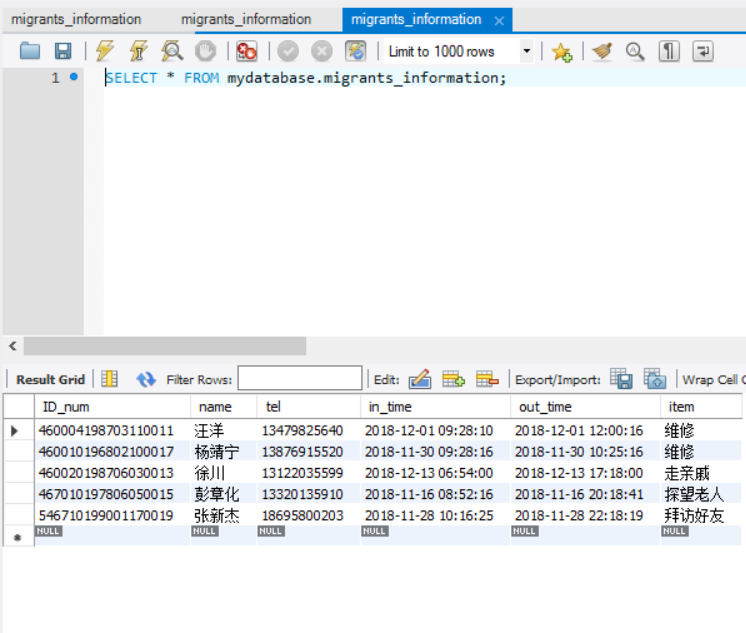 migrants_information migrants_information migrants_information
Limit to 1000 rows
1 SELECT * FROM mydatabase.migrants_information;
Result Grid Filter Rows: Edit: Export/Import: Wrap Cell C
ID_num name tel in_time out_time item
460004198703110011 汪洋 13479825640 2018-12-01 09:28:10 2018-12-01 12:00:16 维修
460010196802100017 杨靖宁 13876915520 2018-11-30 09:28:16 2018-11-30 10:25:16 维修
460020198706030013 徐川 13122035599 2018-12-13 06:54:00 2018-12-13 17:18:00 走亲戚
467010197806050015 彭章化 13320135910 2018-11-16 08:52:16 2018-11-16 20:18:41 探望老人
546710199001170019 张新杰 18695800203 2018-11-28 10:16:25 2018-11-28 22:18:19 拜访好友
NULL NULL NULL NULL NULL NULL